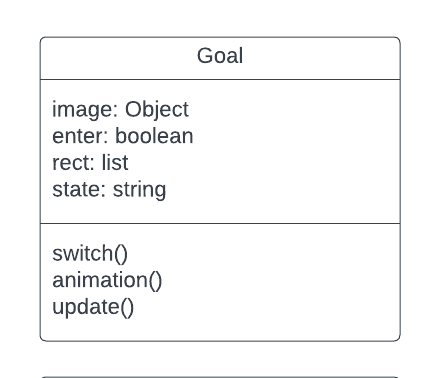 Goal
image: Object
enter: boolean
rect: list
state: string
switch()
animation()
update()